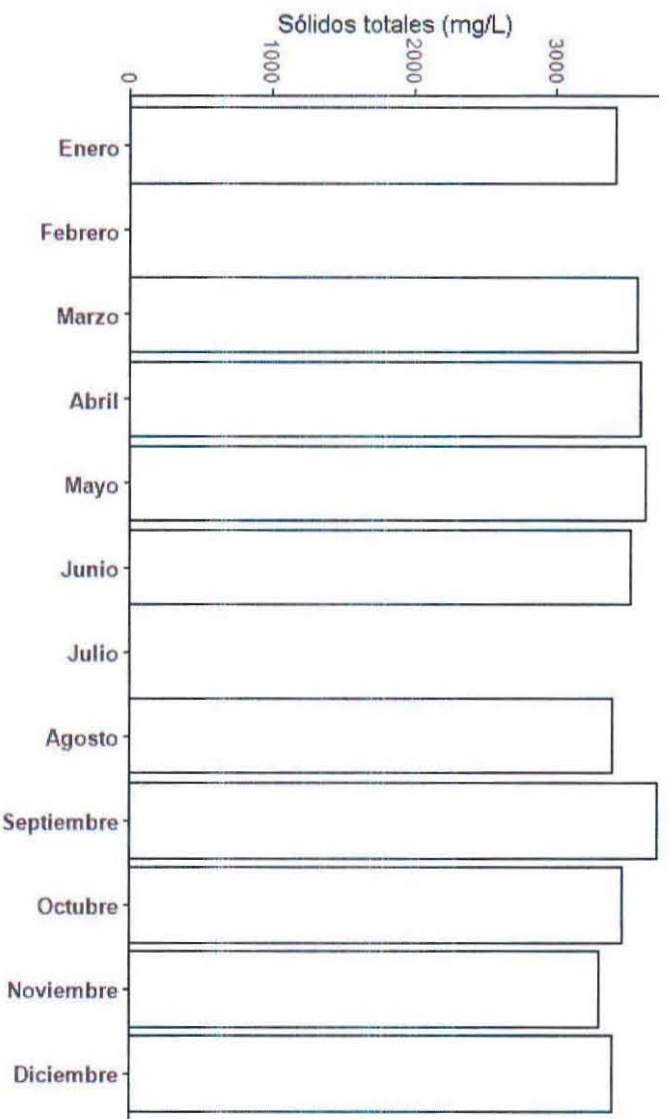 Sólidos totales (mg/L)
0
1000
2000
3000
Enero
Febrero
Marzo
Abril
Mayo
Junio
Julio
Agosto
Septiembre
Octubre
Noviembre
Diciembre